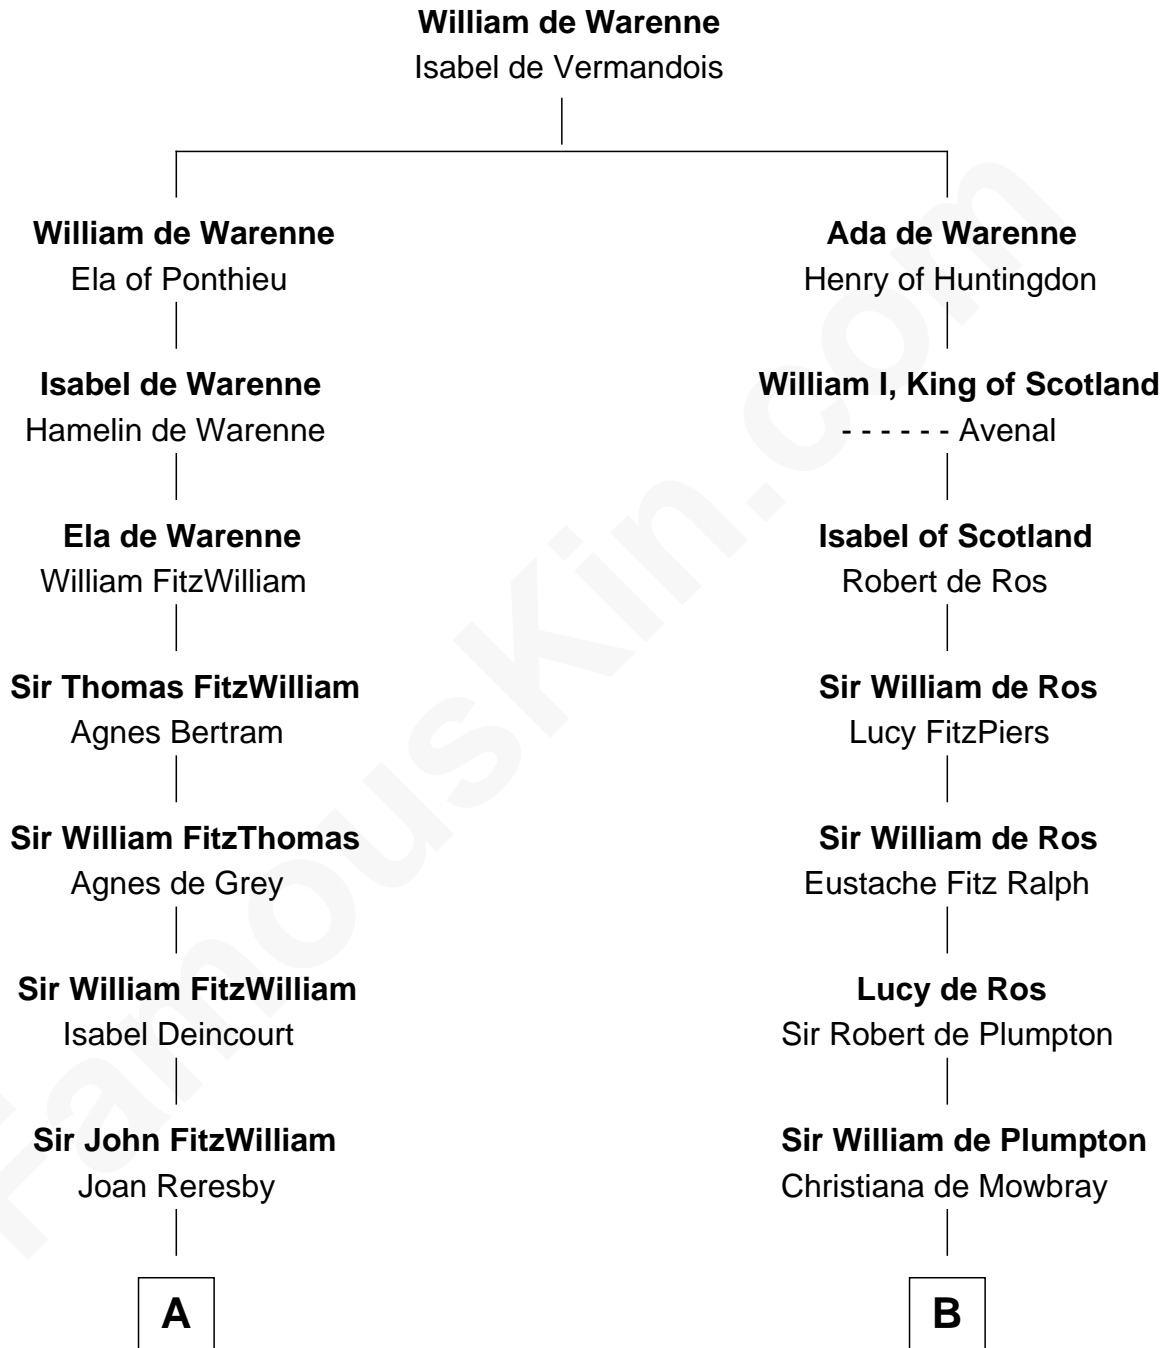 William de Warenne
Isabel de Vermandois
William de Warenne
Ela of Ponthieu
Isabel de Warenne
Hamelin de Warenne
Ela de Warenne
William FitzWilliam
Sir Thomas FitzWilliam
Agnes Bertram
Sir William FitzThomas
Agnes de Grey
Sir William FitzWilliam
Isabel Deincourt
Sir John FitzWilliam
Joan Reresby
A
Ada de Warenne
Henry of Huntingdon
William I, King of Scotland
- - - - - - Avenal
Isabel of Scotland
Robert de Ros
Sir William de Ros
Lucy FitzPiers
Sir William de Ros
Eustache Fitz Ralph
Lucy de Ros
Sir Robert de Plumpton
Sir William de Plumpton
Christiana de Mowbray
B
FamousKin.com